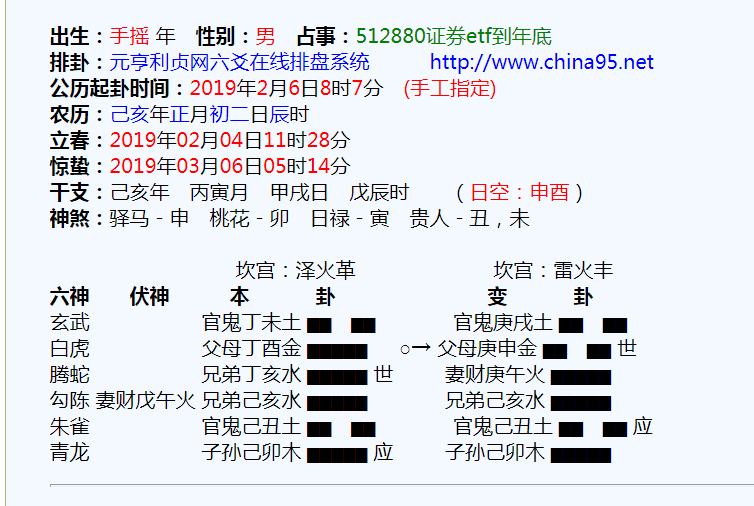 出生：手摇 年　性别：男　占事：512880证券etf到年底
排卦：元亨利贞网六爻在线排盘系统　　　http://www.china95.net
公历起卦时间：2019年2月6日8时7分　(手工指定)
农历：己亥年正月初二日辰时
立春：2019年02月04日11时28分
惊蛰：2019年03月06日05时14分
干支：己亥年　丙寅月　甲戌日　戊辰时　　（日空：申酉）
神煞：驿马－申　桃花－卯　日禄－寅　贵人－丑，未
坎宫：泽火革　　　　　　　坎宫：雷火丰
六神　　伏神　　　本　　　卦　　　　　　　变　　　卦
玄武　　　　　　官鬼丁未土　　　　官鬼庚戌土
白虎　　　　　　父母丁酉金　　○→ 父母庚申金　　世
腾蛇　　　　　　兄弟丁亥水　　世　　妻财庚午火
勾陈 妻财戊午火 兄弟己亥水　　　　兄弟己亥水
朱雀　　　　　　官鬼己丑土　　　　官鬼己丑土　　应
青龙　　　　　　子孙己卯木　　应　　子孙己卯木